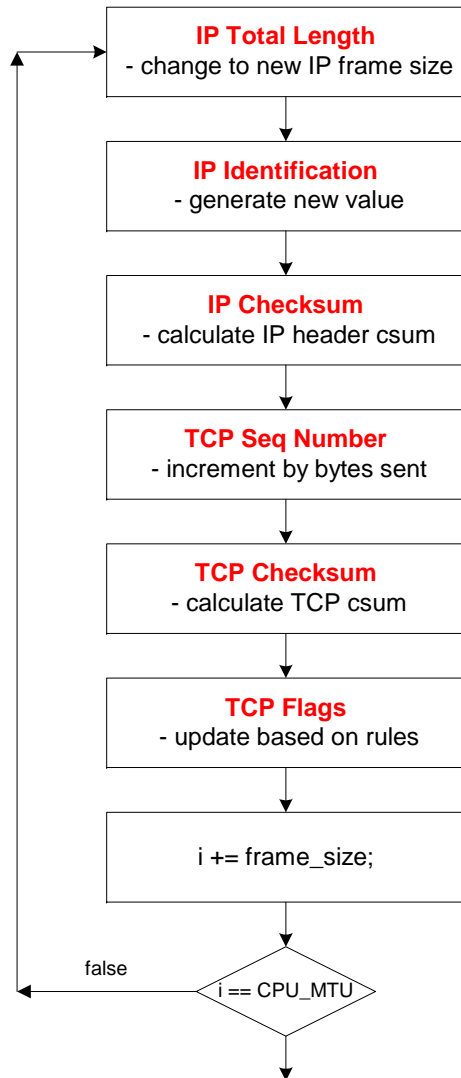 IP Total Length
- change to new IP frame size
IP Identification
- generate new value
IP Checksum
- calculate IP header csum
TCP Seq Number
- increment by bytes sent
TCP Checksum
- calculate TCP csum
TCP Flags
- update based on rules
i += frame_size;
false
i == CPU_MTU